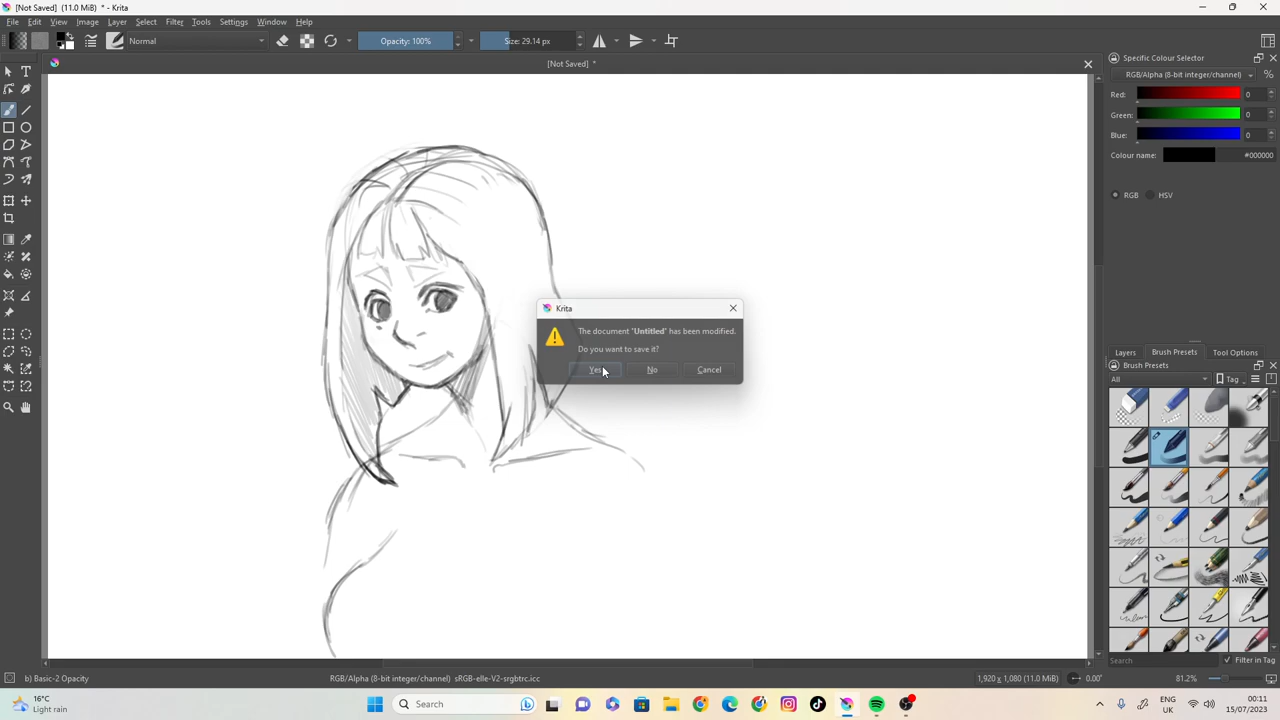 [Not Saved] (11.0 MiB) * - Krita
File Edit View Image Layer Select Filter Tools Settings Window Help
Normal Opacity: 100% Size: 29.14 px
[Not Saved] *
Specific Colour Selector
RGB/Alpha (8-bit integer/channel) %
Red: 0
Green: 0
Blue: 0
Colour name: #000000
RGB HSV
Krita
The document "Untitled" has been modified.
Do you want to save it?
Yes No Cancel
Layers Brush Presets Tool Options
Brush Presets
All Tag
Search Filter in Tag
b) Basic-2 Opacity RGB/Alpha (8-bit integer/channel) sRGB-elle-V2-srgbtrc.icc 1,920 x 1,080 (11.0 MiB) 0.00° 81.2%
16°C
Light rain
Search
ENG
UK
00:11
15/07/2023